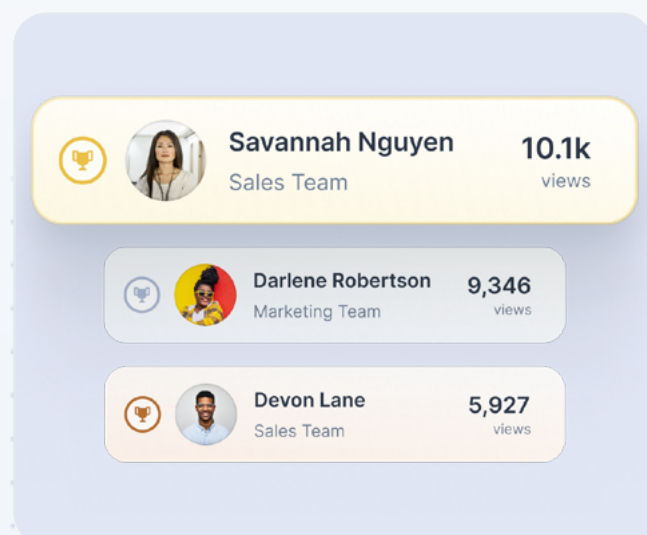 Savannah Nguyen
Sales Team
10.1k
views
Darlene Robertson
Marketing Team
9,346
views
Devon Lane
Sales Team
5,927
views